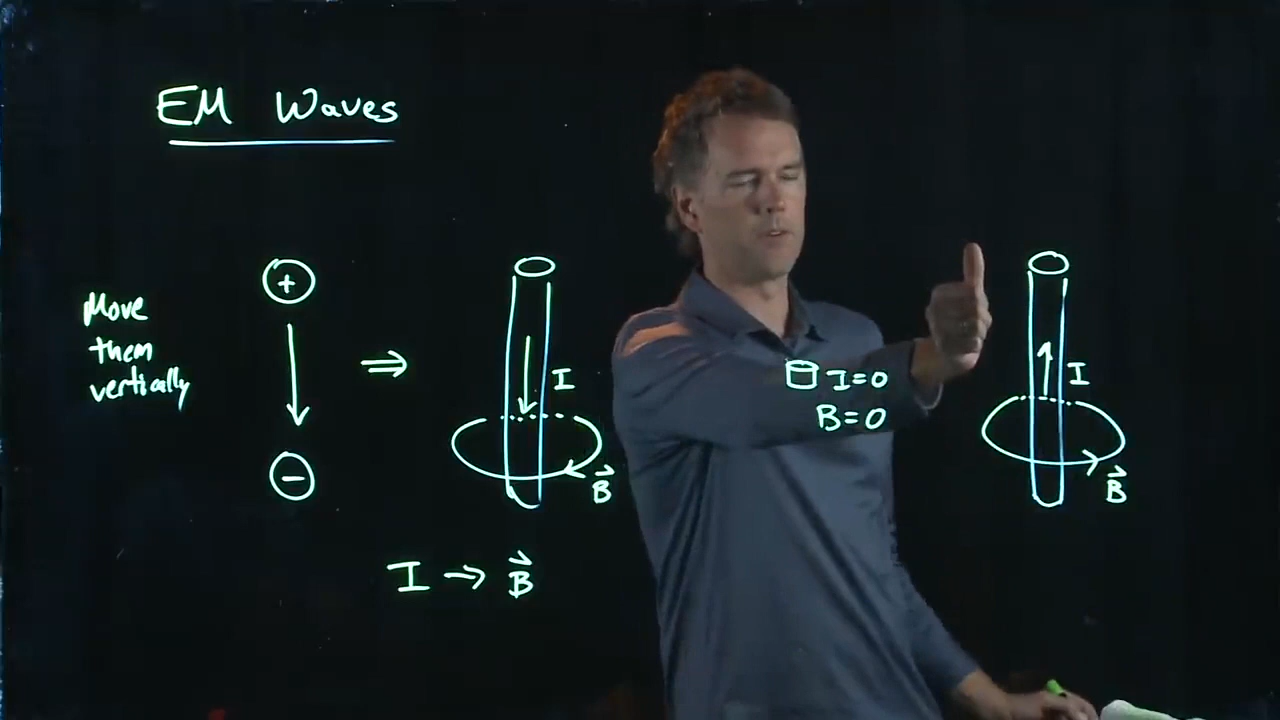 EM Waves
Move
them
vertically
+
−
⇒
I
B⃗
I → B⃗
I=0
B=0
I
B⃗